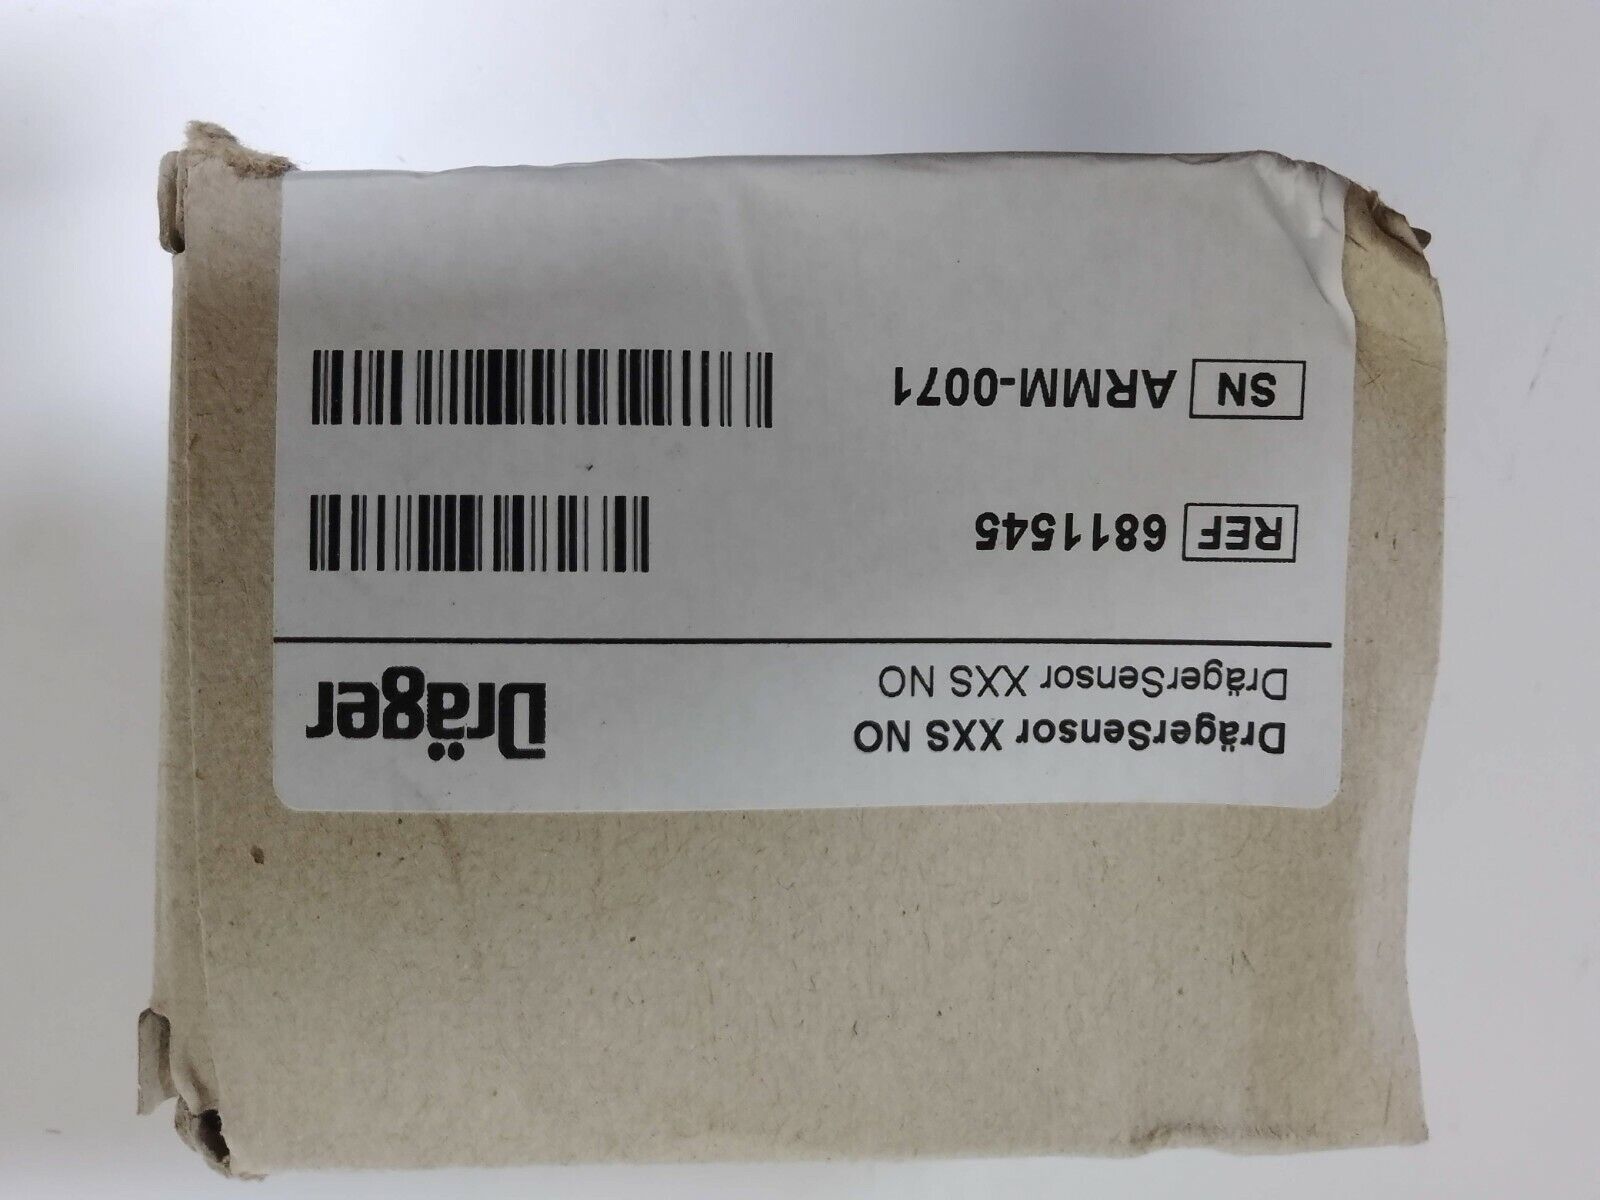 DrägerSensor XXS NO
DrägerSensor XXS NO
Dräger
REF 6811545
SN ARMM-0071